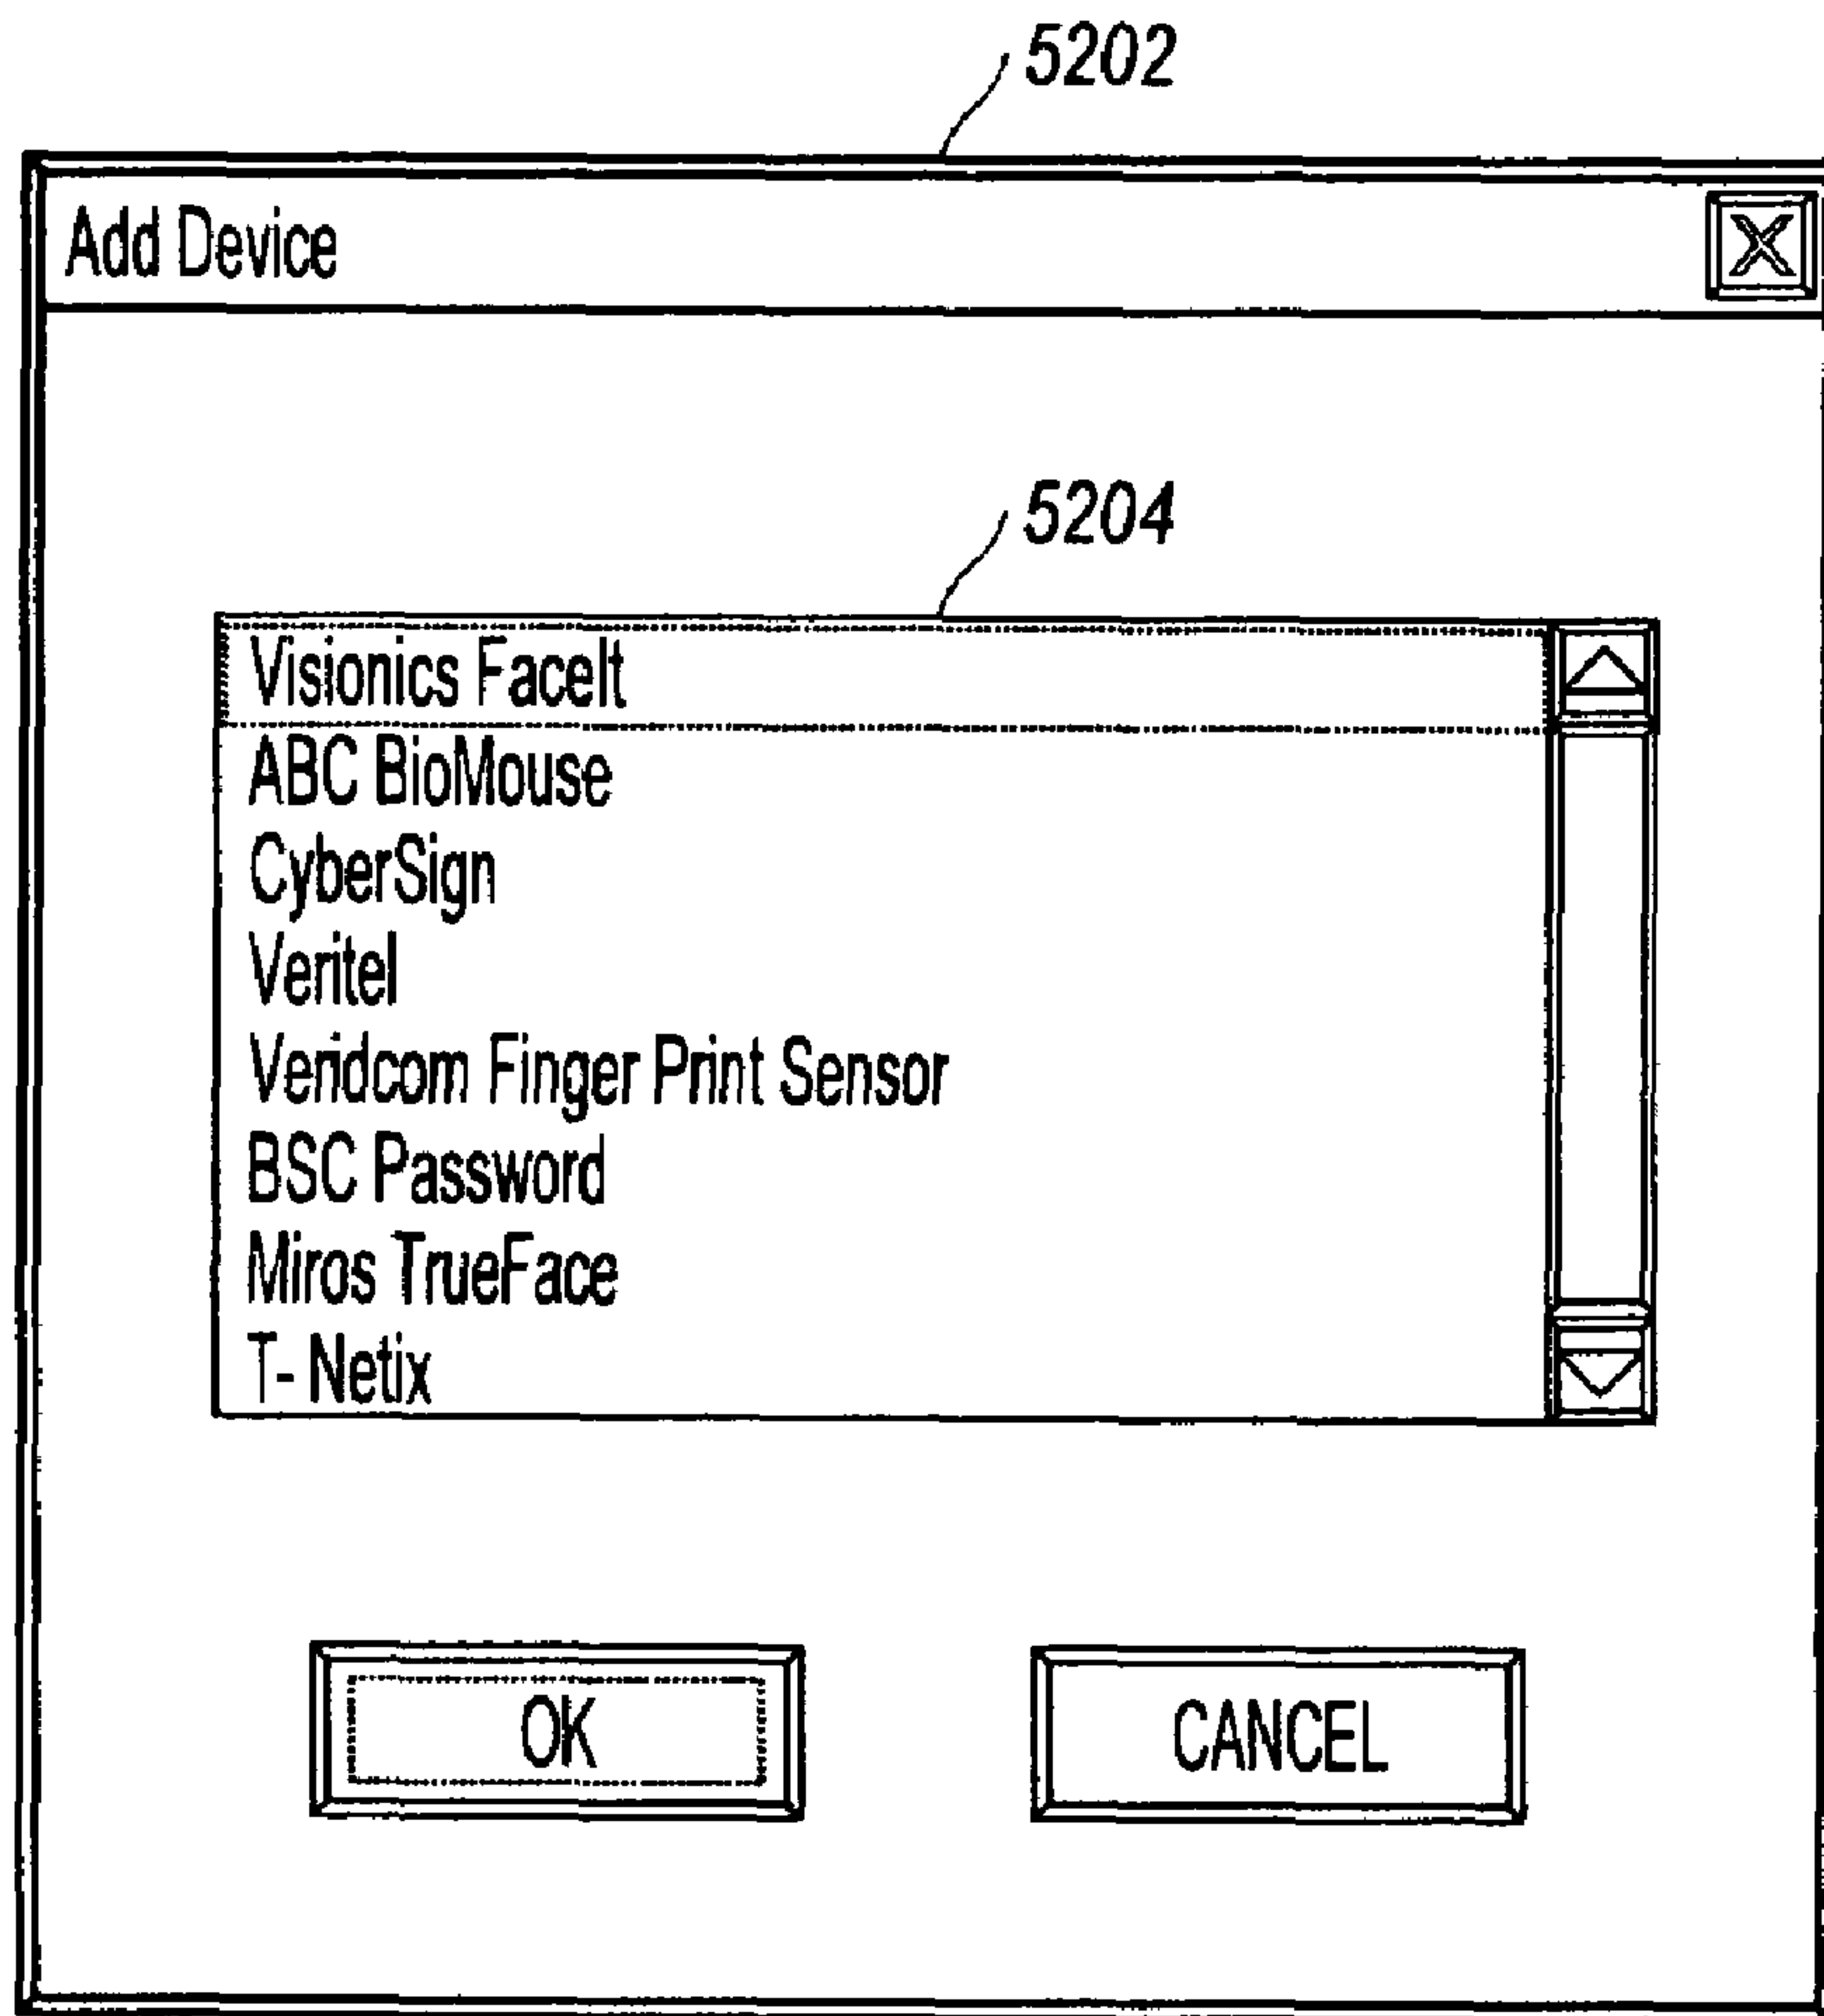 5202
Add Device
5204
Visionics FaceIt
ABC BioMouse
CyberSign
Veritel
Veridcom Finger Print Sensor
BSC Password
Miros TrueFace
T- Netix
OK
CANCEL